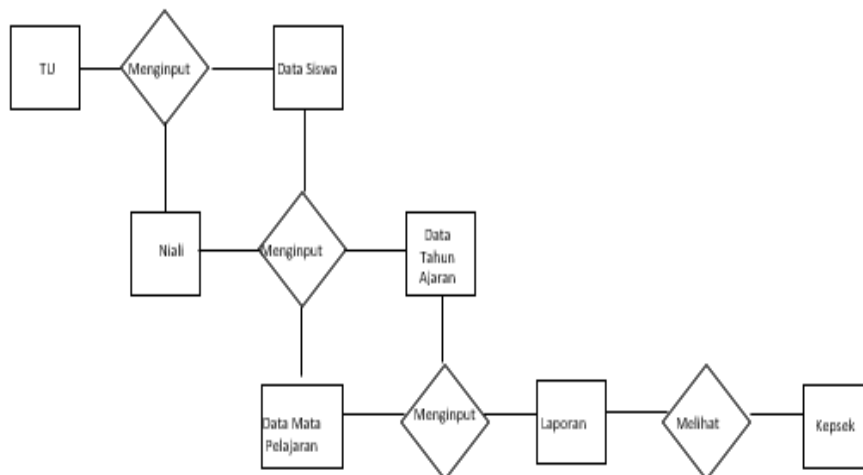 TU
Menginput
Data Siswa
Niali
Menginput
Data
Tahun
Ajaran
Data Mata
Pelajaran
Menginput
Laporan
Melihat
Kepsek